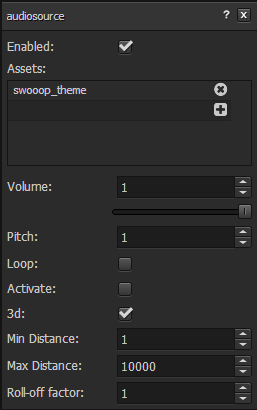 audiosource ? x
Enabled:
Assets:
swooop_theme
Volume: 1
Pitch: 1
Loop:
Activate:
3d:
Min Distance: 1
Max Distance: 10000
Roll-off factor: 1